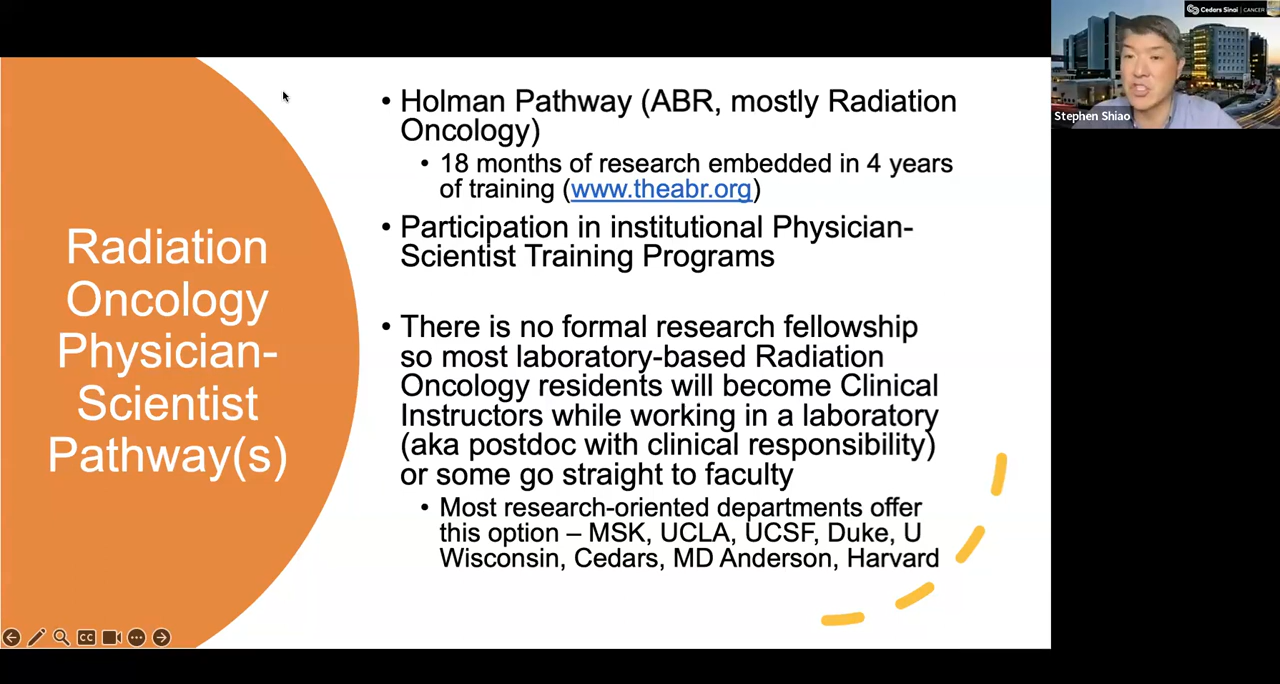 Radiation
Oncology
Physician-
Scientist
Pathway(s)
• Holman Pathway (ABR, mostly Radiation
Oncology)
• 18 months of research embedded in 4 years
of training (www.theabr.org)
• Participation in institutional Physician-
Scientist Training Programs
• There is no formal research fellowship
so most laboratory-based Radiation
Oncology residents will become Clinical
Instructors while working in a laboratory
(aka postdoc with clinical responsibility)
or some go straight to faculty
• Most research-oriented departments offer
this option – MSK, UCLA, UCSF, Duke, U
Wisconsin, Cedars, MD Anderson, Harvard
CC
Cedars Sinai | CANCER
Stephen Shiao